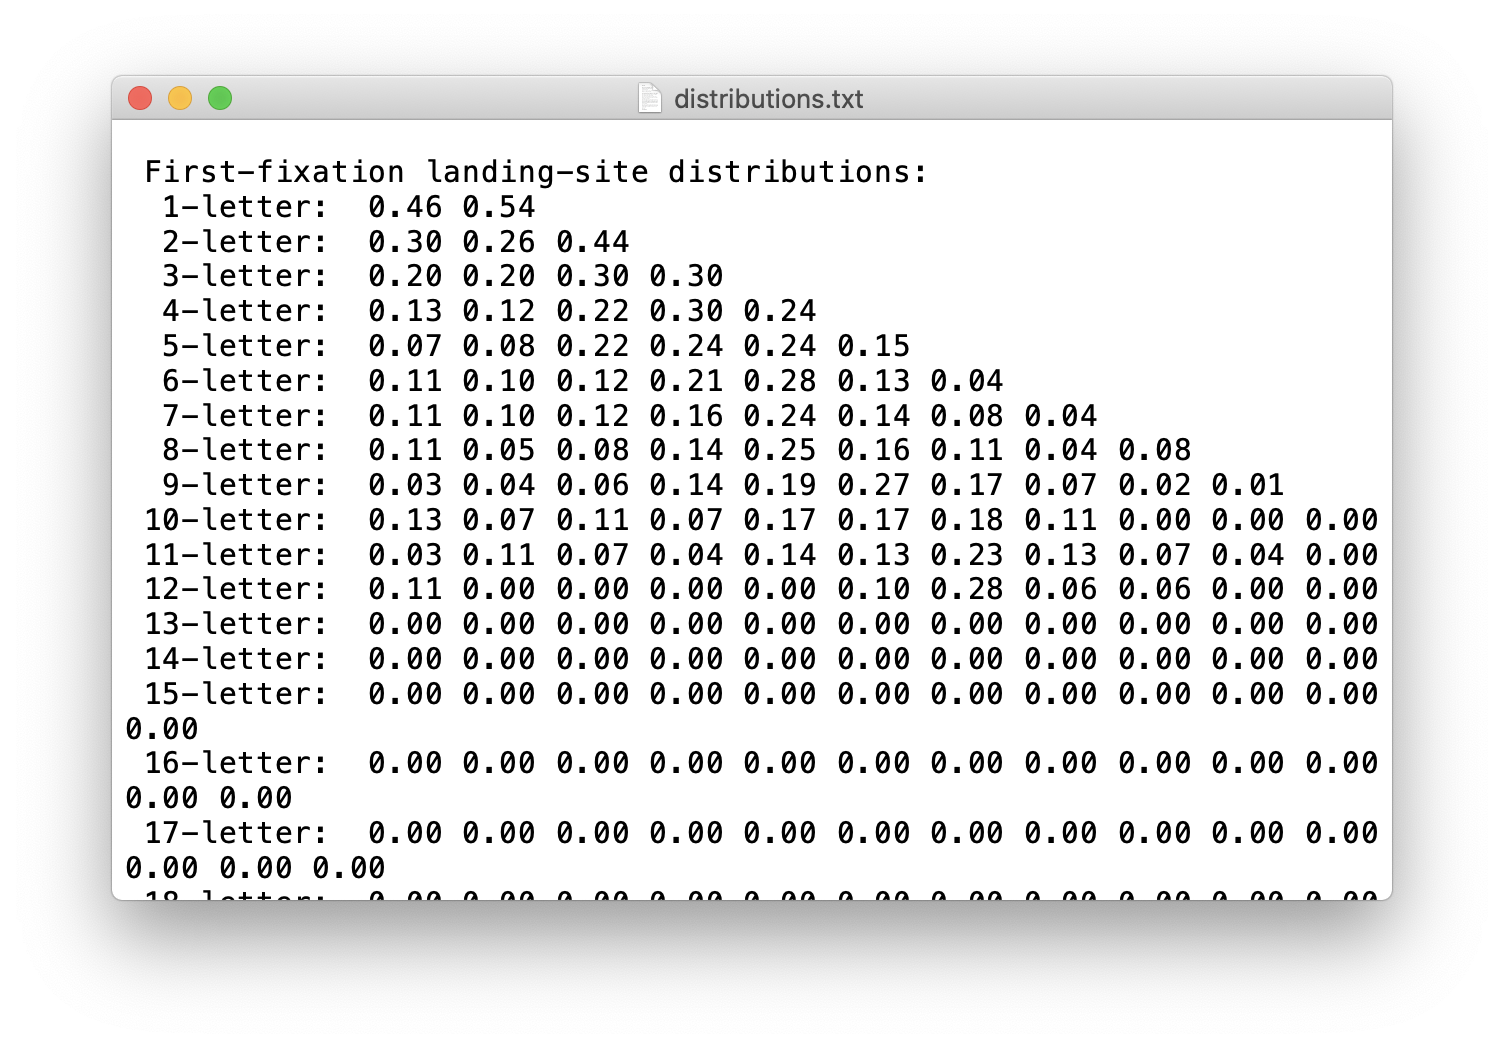 distributions.txt
First-fixation landing-site distributions:
1-letter: 0.46 0.54
2-letter: 0.30 0.26 0.44
3-letter: 0.20 0.20 0.30 0.30
4-letter: 0.13 0.12 0.22 0.30 0.24
5-letter: 0.07 0.08 0.22 0.24 0.24 0.15
6-letter: 0.11 0.10 0.12 0.21 0.28 0.13 0.04
7-letter: 0.11 0.10 0.12 0.16 0.24 0.14 0.08 0.04
8-letter: 0.11 0.05 0.08 0.14 0.25 0.16 0.11 0.04 0.08
9-letter: 0.03 0.04 0.06 0.14 0.19 0.27 0.17 0.07 0.02 0.01
10-letter: 0.13 0.07 0.11 0.07 0.17 0.17 0.18 0.11 0.00 0.00 0.00
11-letter: 0.03 0.11 0.07 0.04 0.14 0.13 0.23 0.13 0.07 0.04 0.00
12-letter: 0.11 0.00 0.00 0.00 0.00 0.10 0.28 0.06 0.06 0.00 0.00
13-letter: 0.00 0.00 0.00 0.00 0.00 0.00 0.00 0.00 0.00 0.00 0.00
14-letter: 0.00 0.00 0.00 0.00 0.00 0.00 0.00 0.00 0.00 0.00 0.00
15-letter: 0.00 0.00 0.00 0.00 0.00 0.00 0.00 0.00 0.00 0.00 0.00
0.00
16-letter: 0.00 0.00 0.00 0.00 0.00 0.00 0.00 0.00 0.00 0.00 0.00
0.00 0.00
17-letter: 0.00 0.00 0.00 0.00 0.00 0.00 0.00 0.00 0.00 0.00 0.00
0.00 0.00 0.00